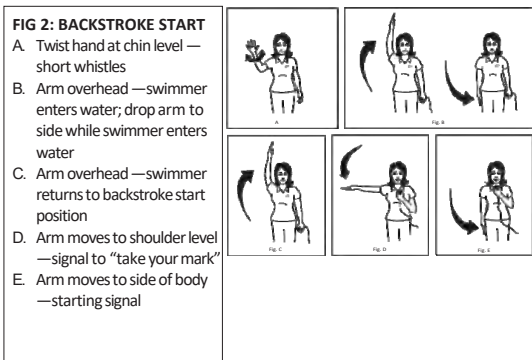 FIG 2: BACKSTROKE START
A. Twist hand at chin level —
short whistles
B. Arm overhead —swimmer
enters water; drop arm to
side while swimmer enters
water
C. Arm overhead —swimmer
returns to backstroke start
position
D. Arm moves to shoulder level
—signal to “take your mark”
E. Arm moves to side of body
—starting signal
A
Fig. B
Fig. C
Fig. D
Fig. E